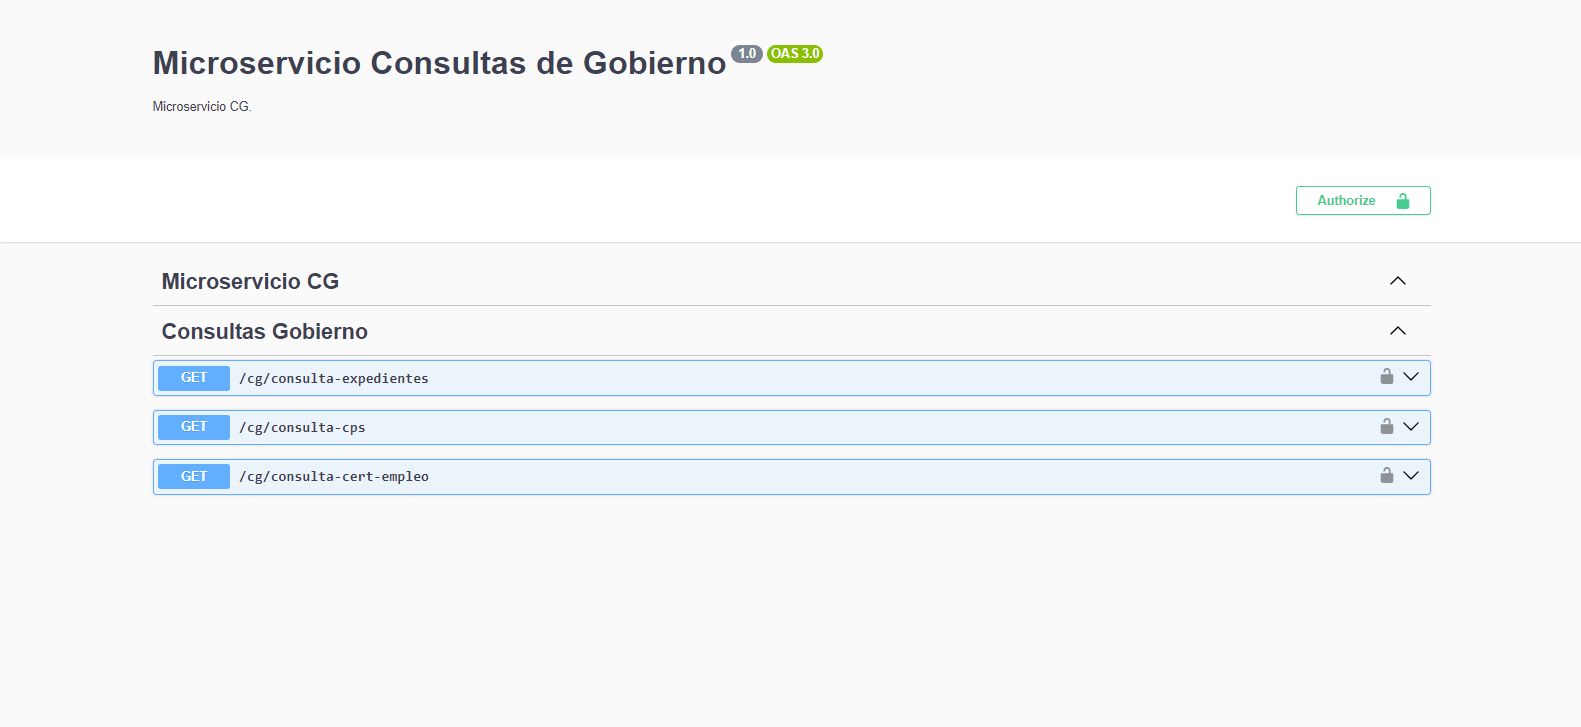 Microservicio Consultas de Gobierno 1.0 OAS 3.0
Microservicio CG.
Authorize
Microservicio CG
Consultas Gobierno
GET /cg/consulta-expedientes
GET /cg/consulta-cps
GET /cg/consulta-cert-empleo